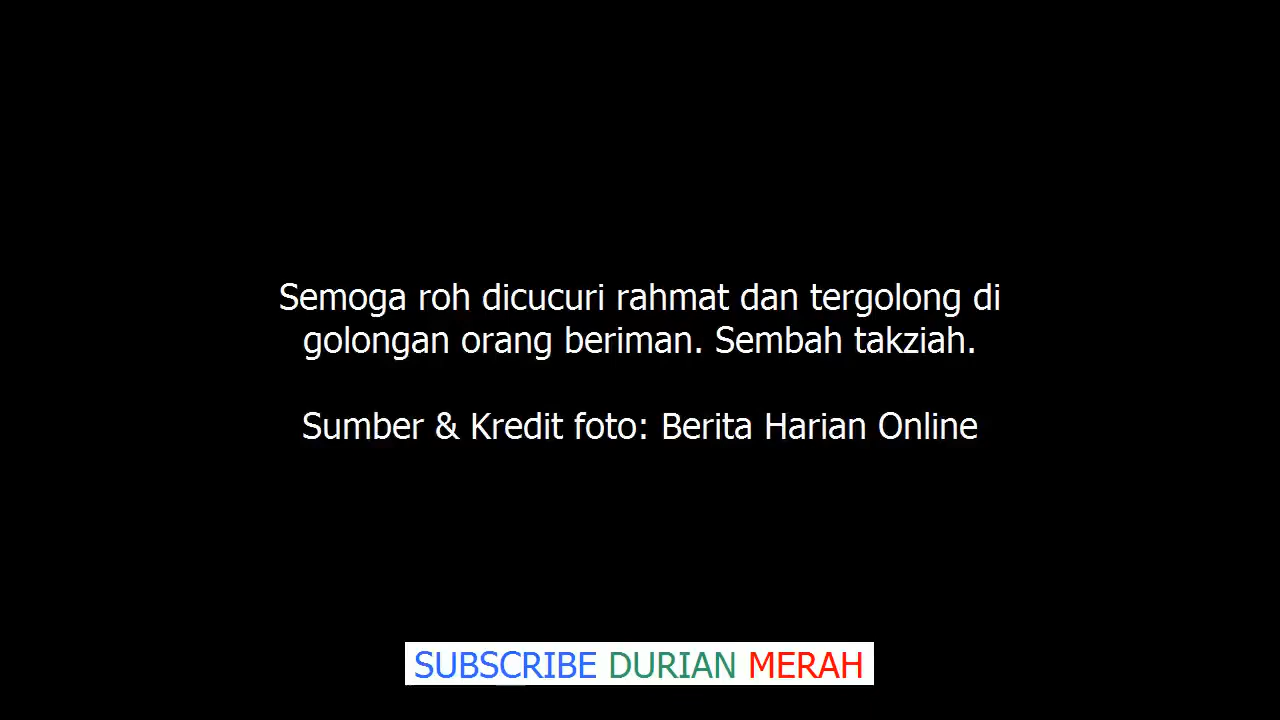 Semoga roh dicucuri rahmat dan tergolong di
golongan orang beriman. Sembah takziah.
Sumber & Kredit foto: Berita Harian Online
SUBSCRIBE DURIAN MERAH